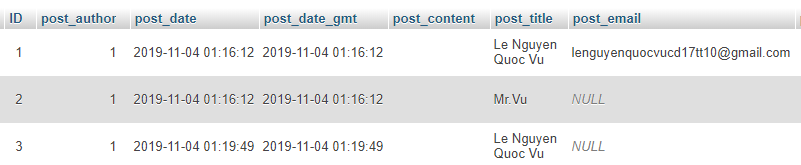 ID post_author post_date post_date_gmt post_content post_title post_email
1 1 2019-11-04 01:16:12 2019-11-04 01:16:12 Le Nguyen Quoc Vu lenguyenquocvucd17tt10@gmail.com
2 1 2019-11-04 01:16:12 2019-11-04 01:16:12 Mr.Vu NULL
3 1 2019-11-04 01:19:49 2019-11-04 01:19:49 Le Nguyen Quoc Vu NULL